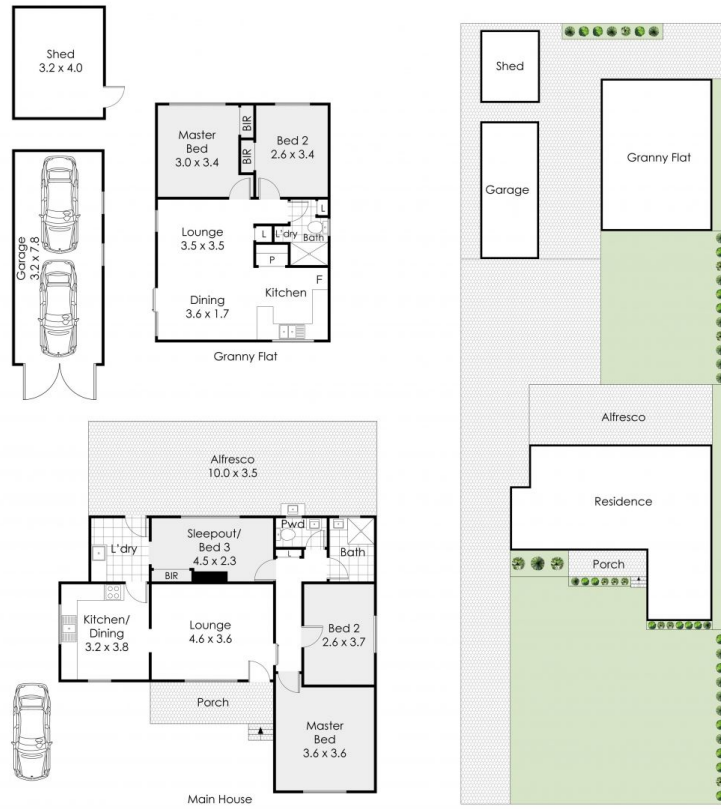 Shed
3.2 x 4.0
Garage
3.2 x 7.8
Master
Bed
3.0 x 3.4
BIR
BIR
Bed 2
2.6 x 3.4
Lounge
3.5 x 3.5
L
L
L'dry
Bath
P
F
Kitchen
Dining
3.6 x 1.7
Granny Flat
Alfresco
10.0 x 3.5
L'dry
Sleepout/
Bed 3
4.5 x 2.3
BIR
Pwd
Bath
Kitchen/
Dining
3.2 x 3.8
Lounge
4.6 x 3.6
Bed 2
2.6 x 3.7
Porch
Master
Bed
3.6 x 3.6
Main House
Shed
Garage
Granny Flat
Alfresco
Residence
Porch